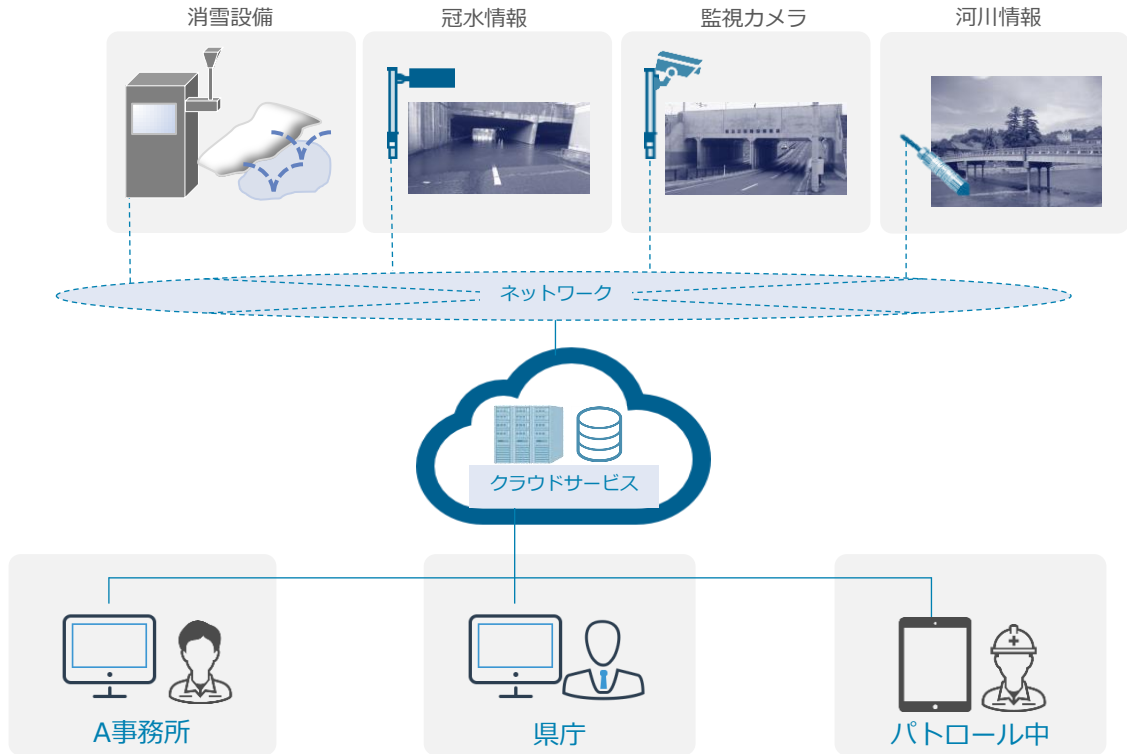 消雪設備
冠水情報
監視カメラ
河川情報
ネットワーク
クラウドサービス
A事務所
県庁
パトロール中